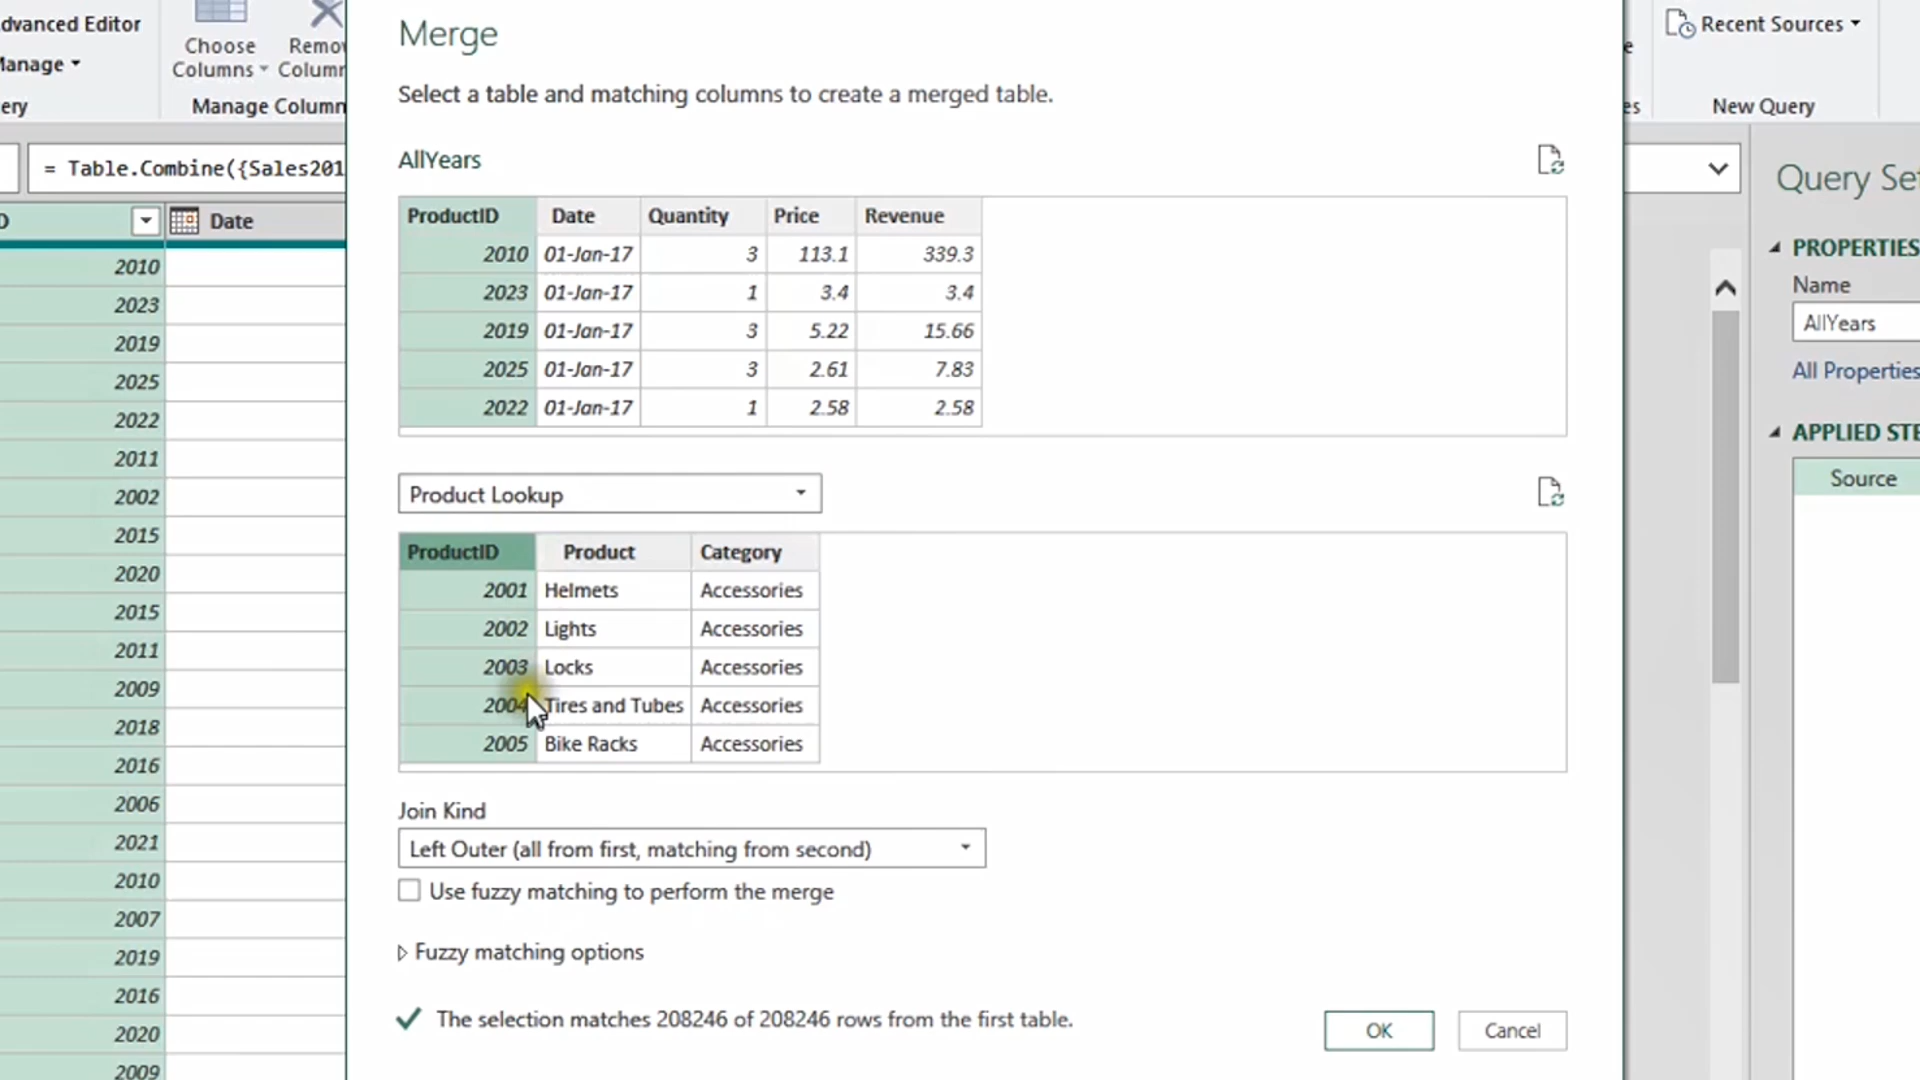 dvanced Editor
Manage
ery
Choose
Columns
Remov
Column
Manage Column
Recent Sources
New Query
= Table.Combine({Sales201
D
Date
2010
2023
2019
2025
2022
2011
2002
2015
2020
2015
2011
2009
2018
2016
2006
2021
2010
2007
2019
2016
2020
2009
Merge
Select a table and matching columns to create a merged table.
AllYears
ProductID Date Quantity Price Revenue
2010 01-Jan-17 3 113.1 339.3
2023 01-Jan-17 1 3.4 3.4
2019 01-Jan-17 3 5.22 15.66
2025 01-Jan-17 3 2.61 7.83
2022 01-Jan-17 1 2.58 2.58
Product Lookup
ProductID Product Category
2001 Helmets Accessories
2002 Lights Accessories
2003 Locks Accessories
2004 Tires and Tubes Accessories
2005 Bike Racks Accessories
Join Kind
Left Outer (all from first, matching from second)
Use fuzzy matching to perform the merge
Fuzzy matching options
The selection matches 208246 of 208246 rows from the first table.
OK
Cancel
e
es
Query Se
PROPERTIES
Name
AllYears
All Properties
APPLIED STE
Source